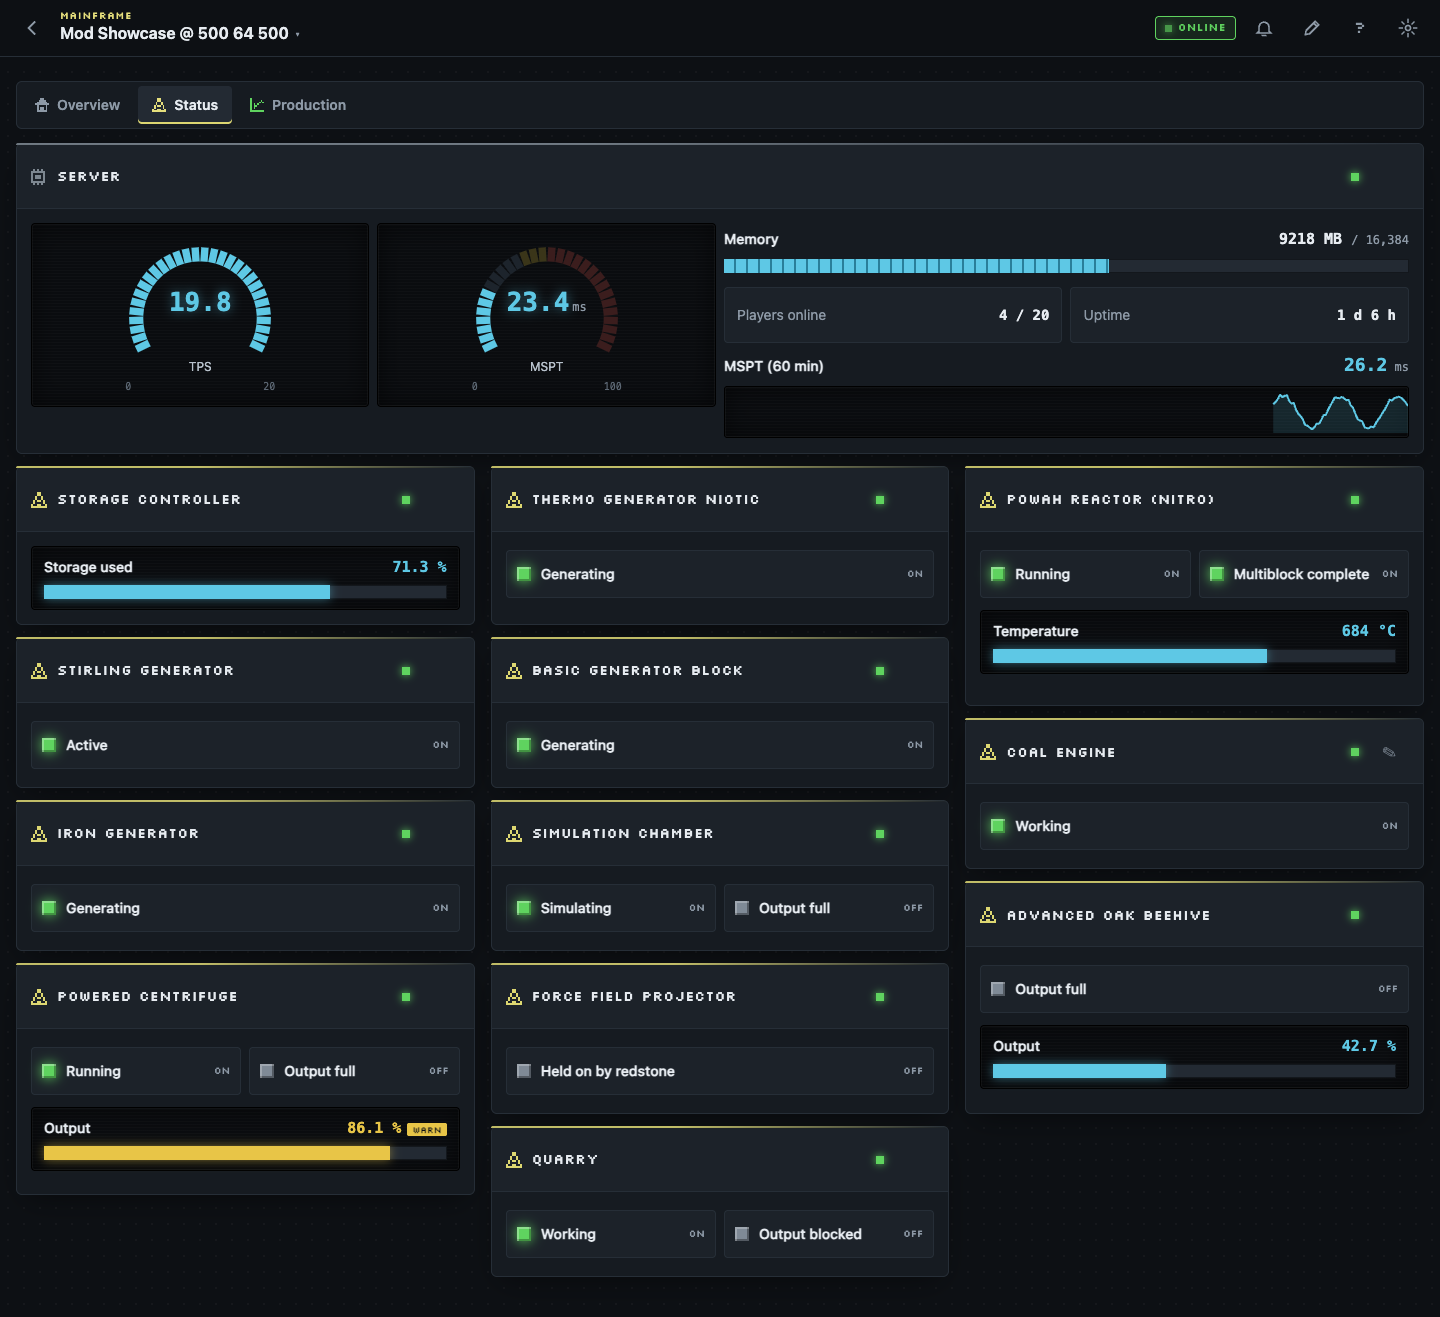 MAINFRAME
Mod Showcase @ 500 64 500
ONLINE
?
Overview
Status
Production
SERVER
19.8
TPS
0 20
23.4 ms
MSPT
0 100
Memory 9218 MB / 16,384
Players online 4 / 20
Uptime 1 d 6 h
MSPT (60 min) 26.2 ms
STORAGE CONTROLLER
Storage used 71.3 %
THERMO GENERATOR NIOTIC
Generating ON
POWAH REACTOR (NITRO)
Running ON
Multiblock complete ON
Temperature 684 °C
STIRLING GENERATOR
Active ON
BASIC GENERATOR BLOCK
Generating ON
COAL ENGINE
Working ON
IRON GENERATOR
Generating ON
SIMULATION CHAMBER
Simulating ON
Output full OFF
ADVANCED OAK BEEHIVE
Output full OFF
Output 42.7 %
POWERED CENTRIFUGE
Running ON
Output full OFF
Output 86.1 % WARN
FORCE FIELD PROJECTOR
Held on by redstone OFF
QUARRY
Working ON
Output blocked OFF